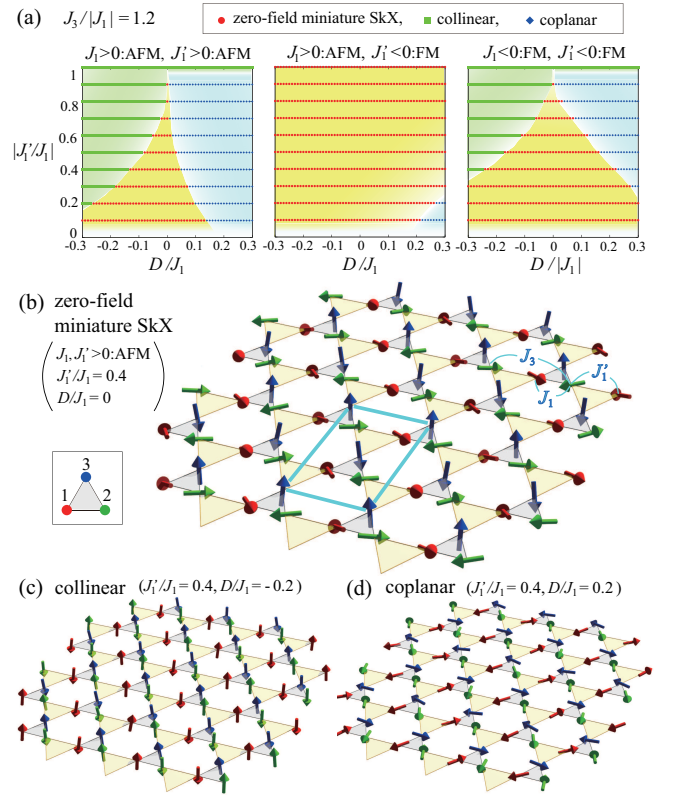 (a) J₃/|J₁| = 1.2
zero-field miniature SkX, collinear, coplanar
J₁>0:AFM, J₁′>0:AFM J₁>0:AFM, J₁′<0:FM J₁<0:FM, J₁′<0:FM
|J₁′/J₁|
1
0.8
0.6
0.4
0.2
0
-0.3 -0.2 -0.1 0 0.1 0.2 0.3 -0.3 -0.2 -0.1 0 0.1 0.2 0.3 -0.3 -0.2 -0.1 0 0.1 0.2 0.3
D/J₁ D/J₁ D/|J₁|
(b) zero-field
miniature SkX
J₁, J₁′>0:AFM
J₁′/J₁ = 0.4
D/J₁ = 0
J₃ J₁′
J₁
3
1 2
(c) collinear (J₁′/J₁ = 0.4, D/J₁ = - 0.2)
(d) coplanar (J₁′/J₁ = 0.4, D/J₁ = 0.2)